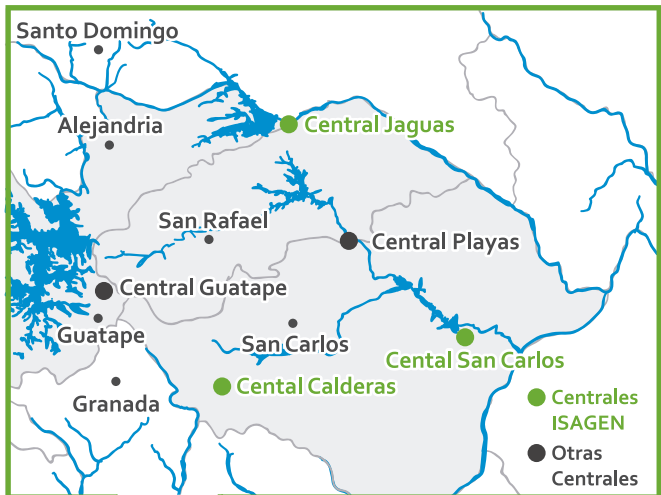 Santo Domingo
Alejandria
Central Jaguas
San Rafael
Central Playas
Central Guatape
Guatape
San Carlos
Cental San Carlos
Cental Calderas
Granada
Centrales
ISAGEN
Otras
Centrales